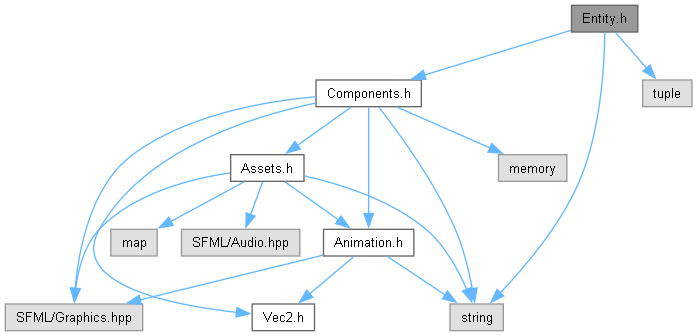 Entity.h
Components.h
tuple
Assets.h
memory
map
SFML/Audio.hpp
Animation.h
SFML/Graphics.hpp
Vec2.h
string